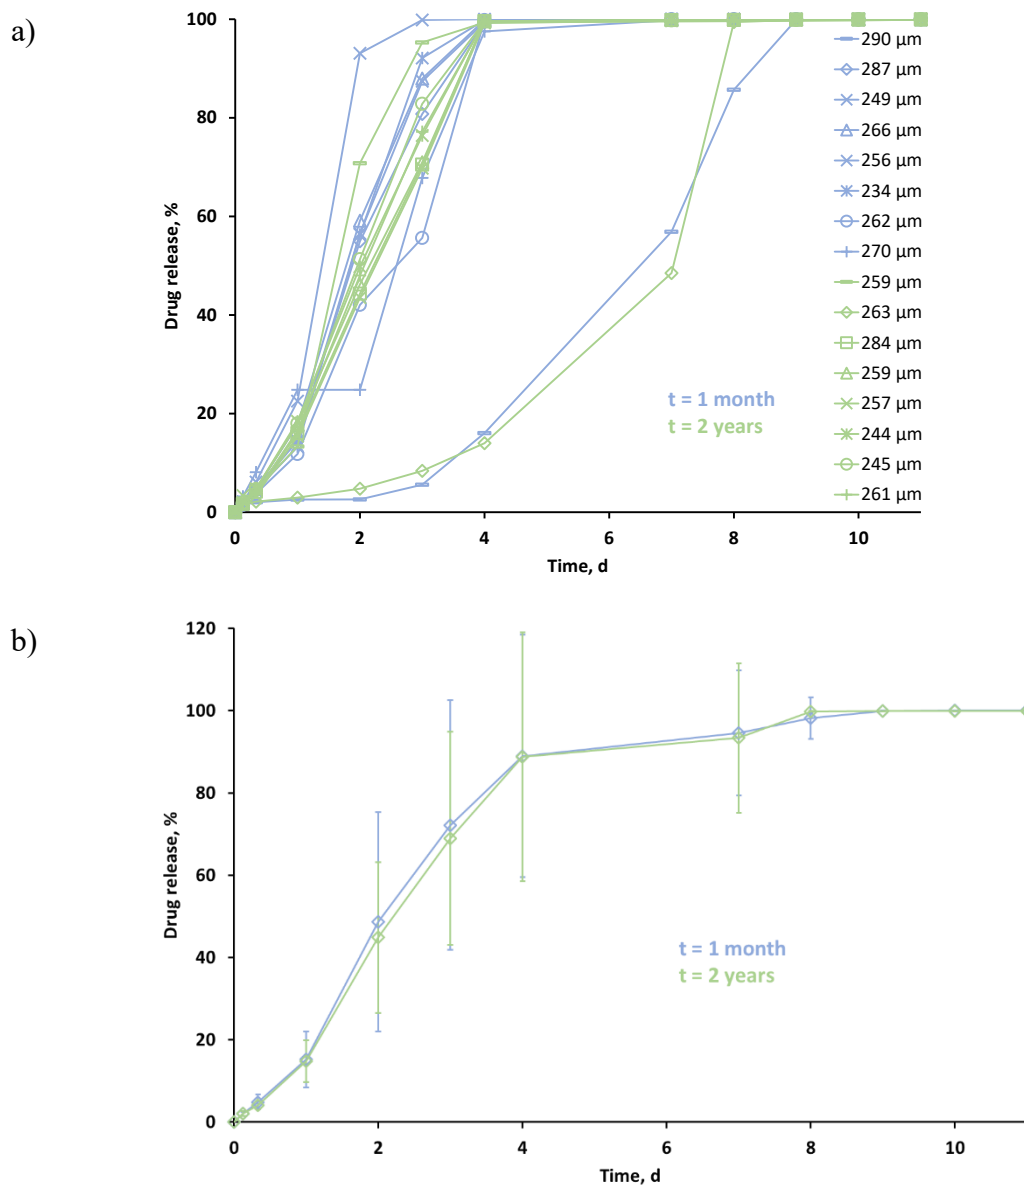 a)
100
80
60
40
20
0
Drug release, %
0 2 4 6 8 10
Time, d
290 µm
287 µm
249 µm
266 µm
256 µm
234 µm
262 µm
270 µm
259 µm
263 µm
284 µm
259 µm
257 µm
244 µm
245 µm
261 µm
t = 1 month
t = 2 years
b)
120
100
80
60
40
20
0
Drug release, %
0 2 4 6 8 10
Time, d
t = 1 month
t = 2 years